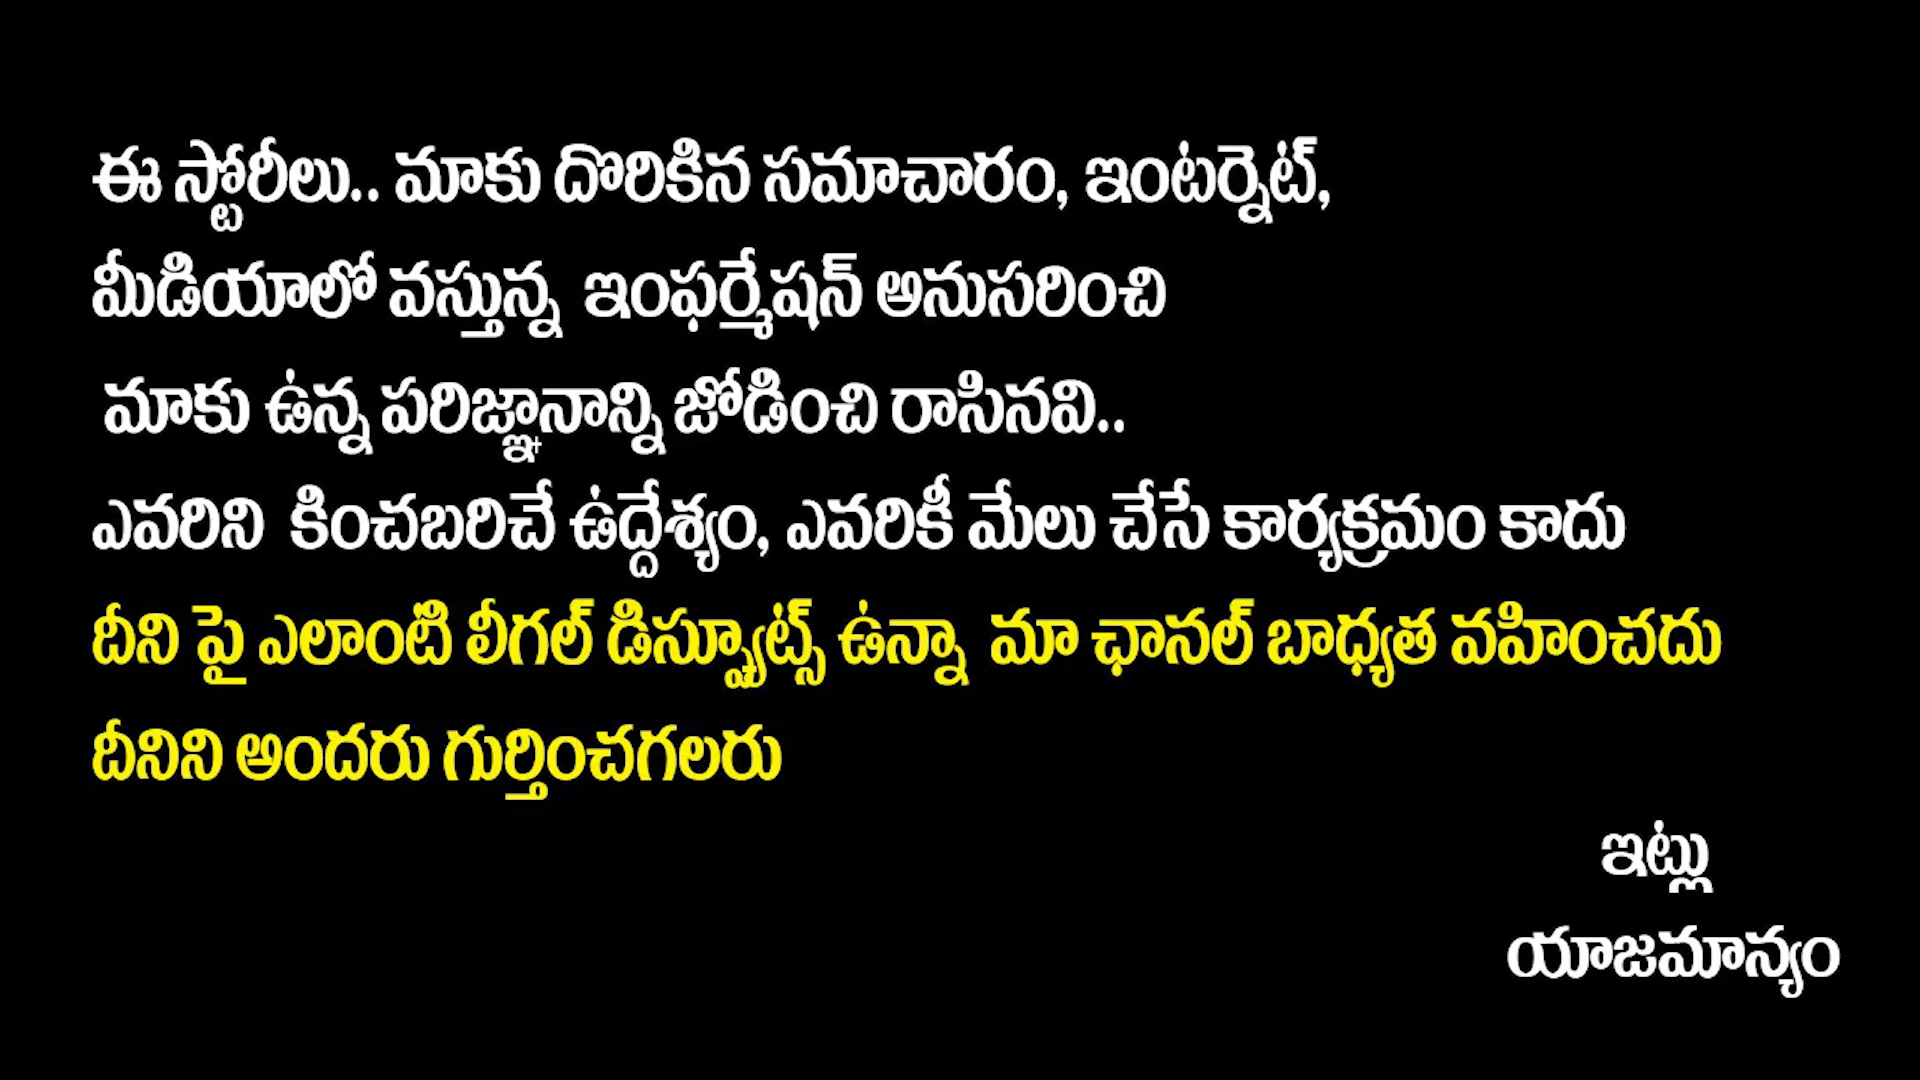 ఈ స్టోరీలు.. మాకు దొరికిన సమాచారం, ఇంటర్నెట్,
మీడియాలో వస్తున్న ఇంఫర్మేషన్ అనుసరించి
మాకు ఉన్న పరిజ్ఞానాన్ని జోడించి రాసినవి..
ఎవరిని కించబరిచే ఉద్దేశ్యం, ఎవరికీ మేలు చేసే కార్యక్రమం కాదు
దీని ఫై ఎలాంటి లీగల్ డిస్ప్యూట్స్ ఉన్నా మా ఛానల్ బాధ్యత వహించదు
దీనిని అందరు గుర్తించగలరు
ఇట్లు
యాజమాన్యం